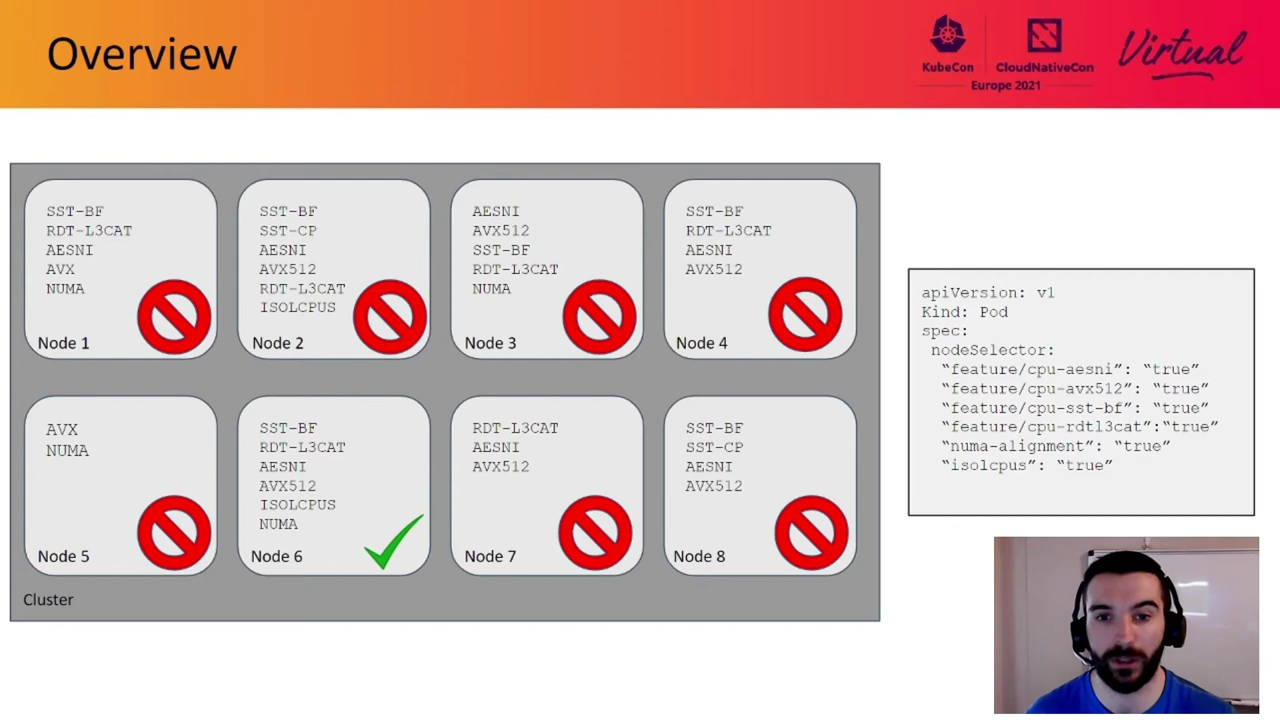 Overview
KubeCon
CloudNativeCon
Europe 2021
Virtual
SST-BF
RDT-L3CAT
AESNI
AVX
NUMA
Node 1
SST-BF
SST-CP
AESNI
AVX512
RDT-L3CAT
ISOLCPUS
Node 2
AESNI
AVX512
SST-BF
RDT-L3CAT
NUMA
Node 3
SST-BF
RDT-L3CAT
AESNI
AVX512
Node 4
AVX
NUMA
Node 5
SST-BF
RDT-L3CAT
AESNI
AVX512
ISOLCPUS
NUMA
Node 6
RDT-L3CAT
AESNI
AVX512
Node 7
SST-BF
SST-CP
AESNI
AVX512
Node 8
Cluster
apiVersion: v1
Kind: Pod
spec:
nodeSelector:
“feature/cpu-aesni”: “true”
“feature/cpu-avx512”: “true”
“feature/cpu-sst-bf”: “true”
“feature/cpu-rdtl3cat”:“true”
“numa-alignment”: “true”
“isolcpus”: “true”